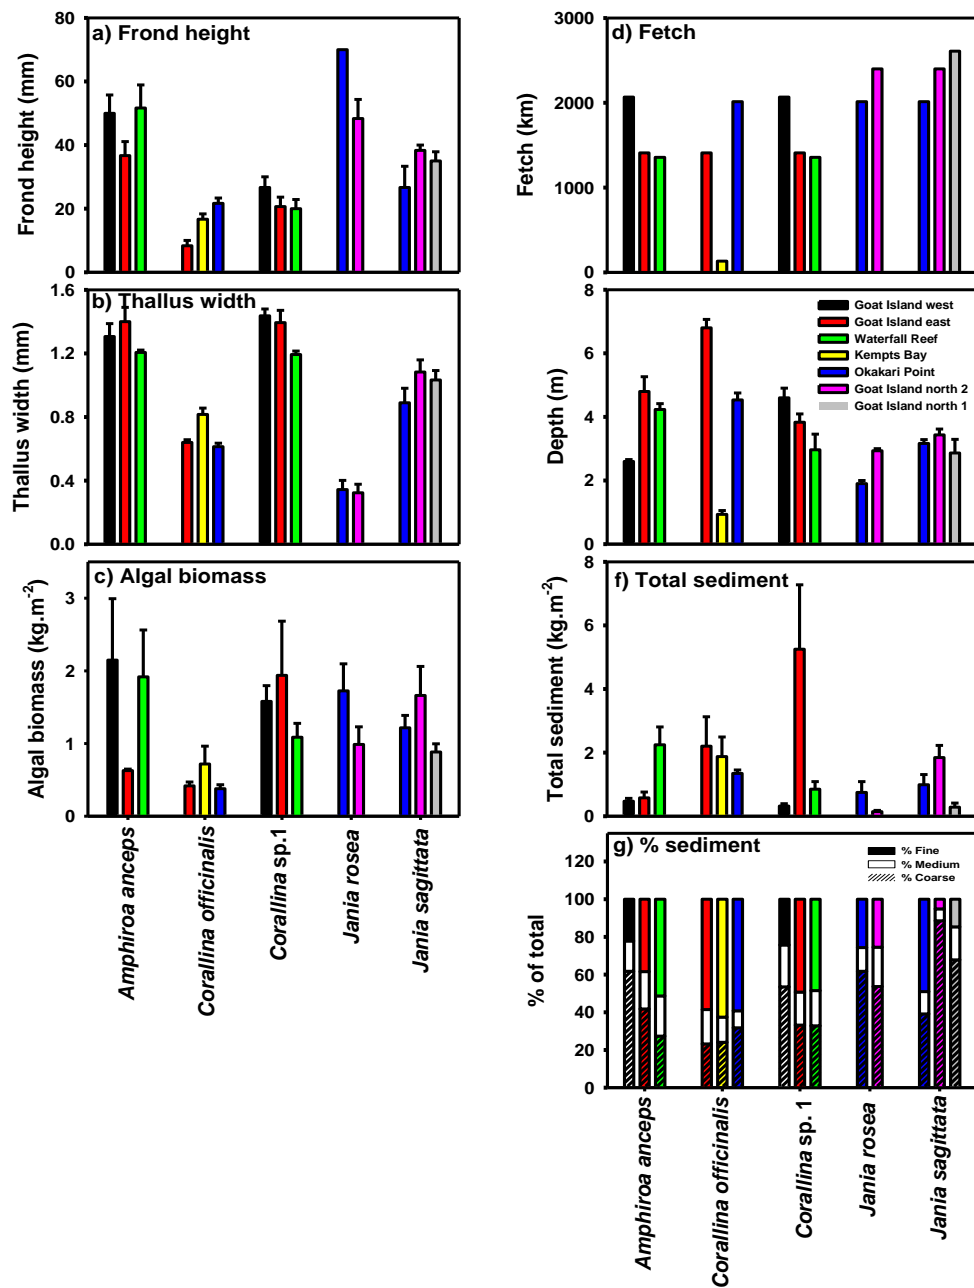 a) Frond height
Frond height (mm)
80
60
40
20
0
b) Thallus width
Thallus width (mm)
1.6
1.2
0.8
0.4
0.0
c) Algal biomass
Algal biomass (kg.m-2)
3
2
1
0
Amphiroa anceps
Corallina officinalis
Corallina sp.1
Jania rosea
Jania sagittata
d) Fetch
Fetch (km)
3000
2000
1000
0
Depth (m)
8
6
4
2
0
Goat Island west
Goat Island east
Waterfall Reef
Kempts Bay
Okakari Point
Goat Island north 2
Goat Island north 1
f) Total sediment
Total sediment (kg.m-2)
8
6
4
2
0
g) % sediment
% of total
120
100
80
60
40
20
0
% Fine
% Medium
% Coarse
Amphiroa anceps
Corallina officinalis
Corallina sp. 1
Jania rosea
Jania sagittata